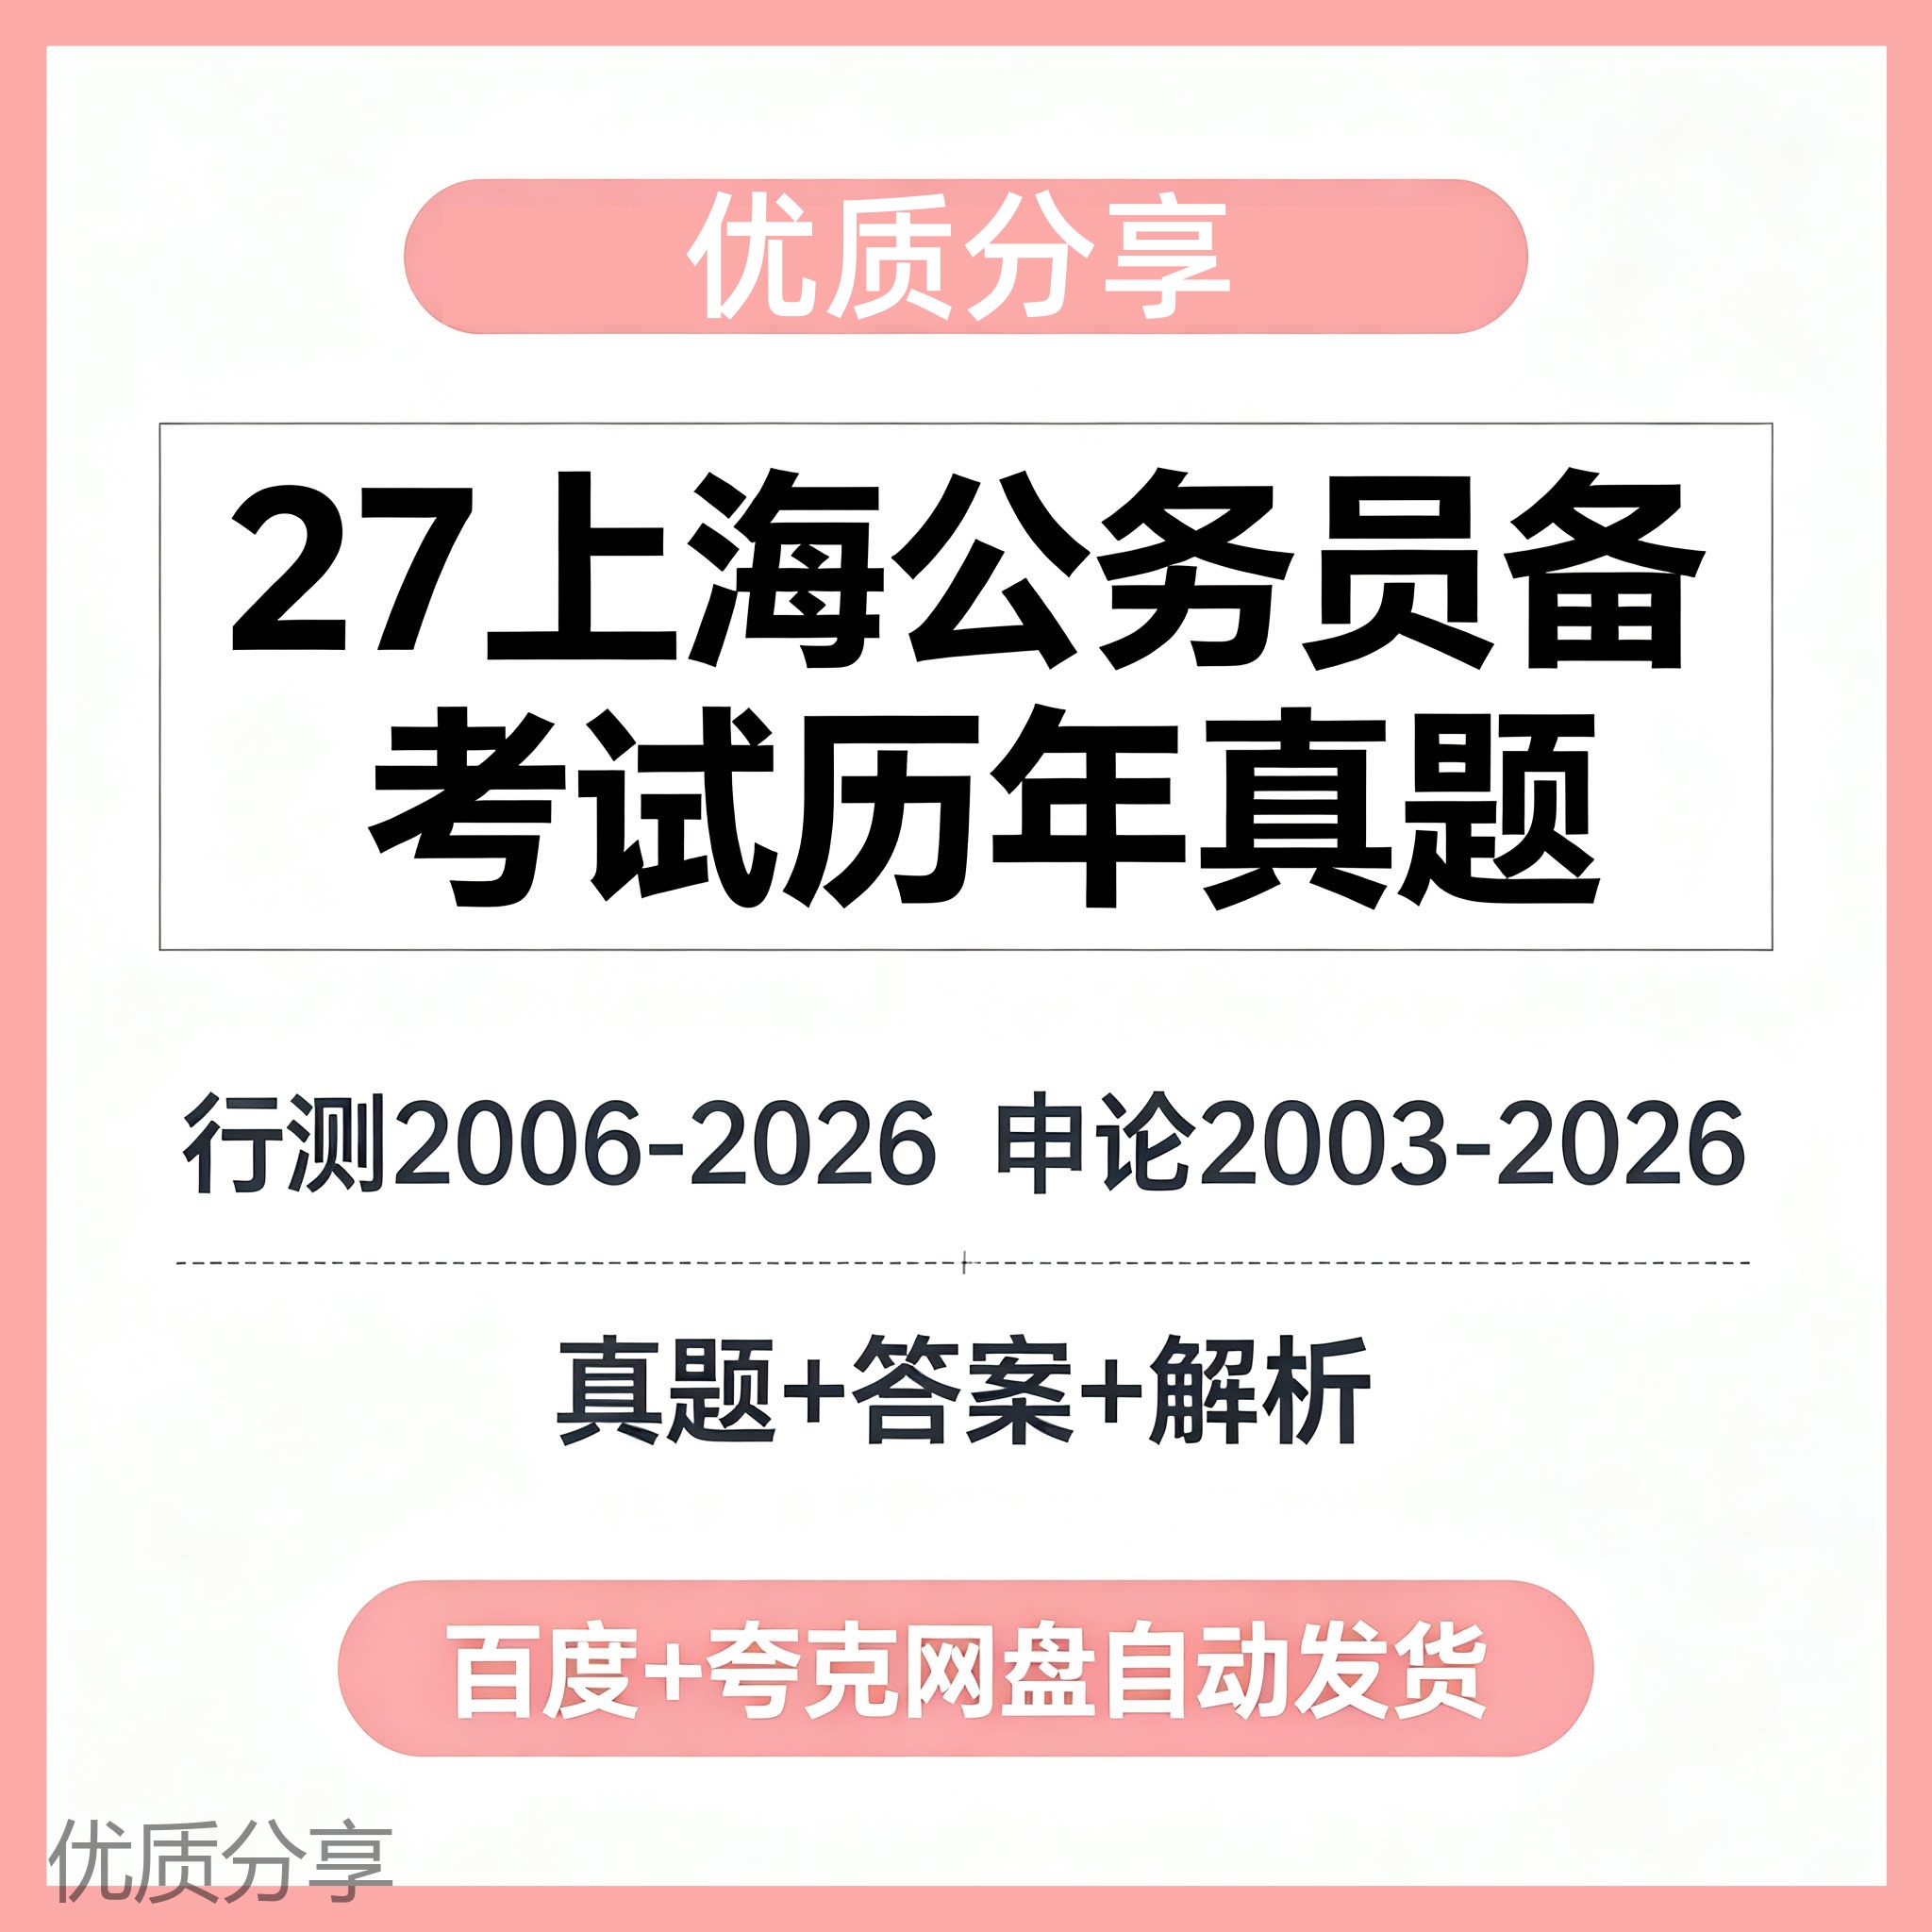 优质分享
27上海公务员备
考试历年真题
行测2006-2026 申论2003-2026
真题+答案+解析
百度+夸克网盘自动发货
优质分享